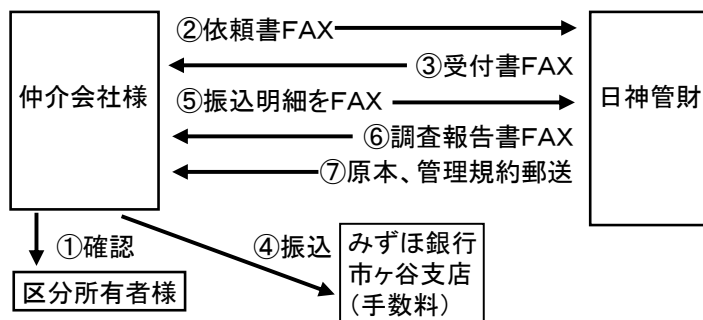 ②依頼書FAX
③受付書FAX
仲介会社様
⑤振込明細をFAX
日神管財
⑥調査報告書FAX
⑦原本、管理規約郵送
①確認
④振込
みずほ銀行
市ヶ谷支店
(手数料)
区分所有者様